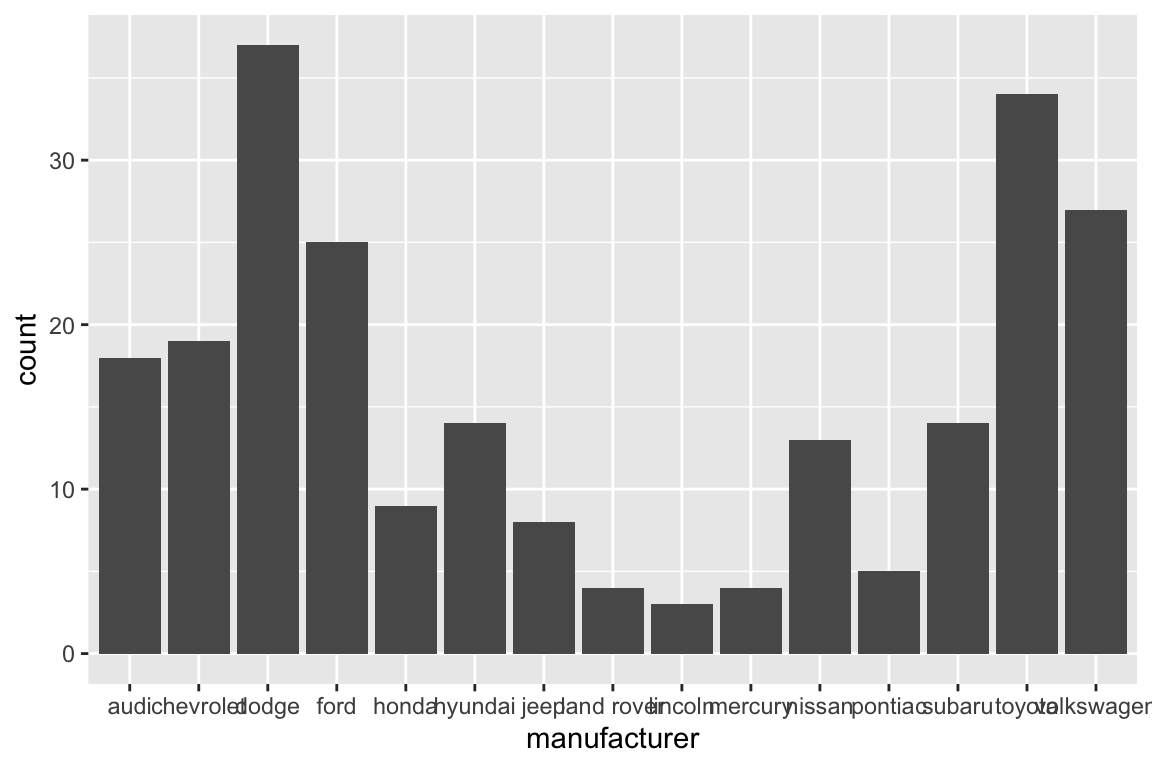 count
30
20
10
0
audi chevrolet dodge ford honda hyundai jeep land rover lincoln mercury nissan pontiac subaru toyota volkswagen
manufacturer